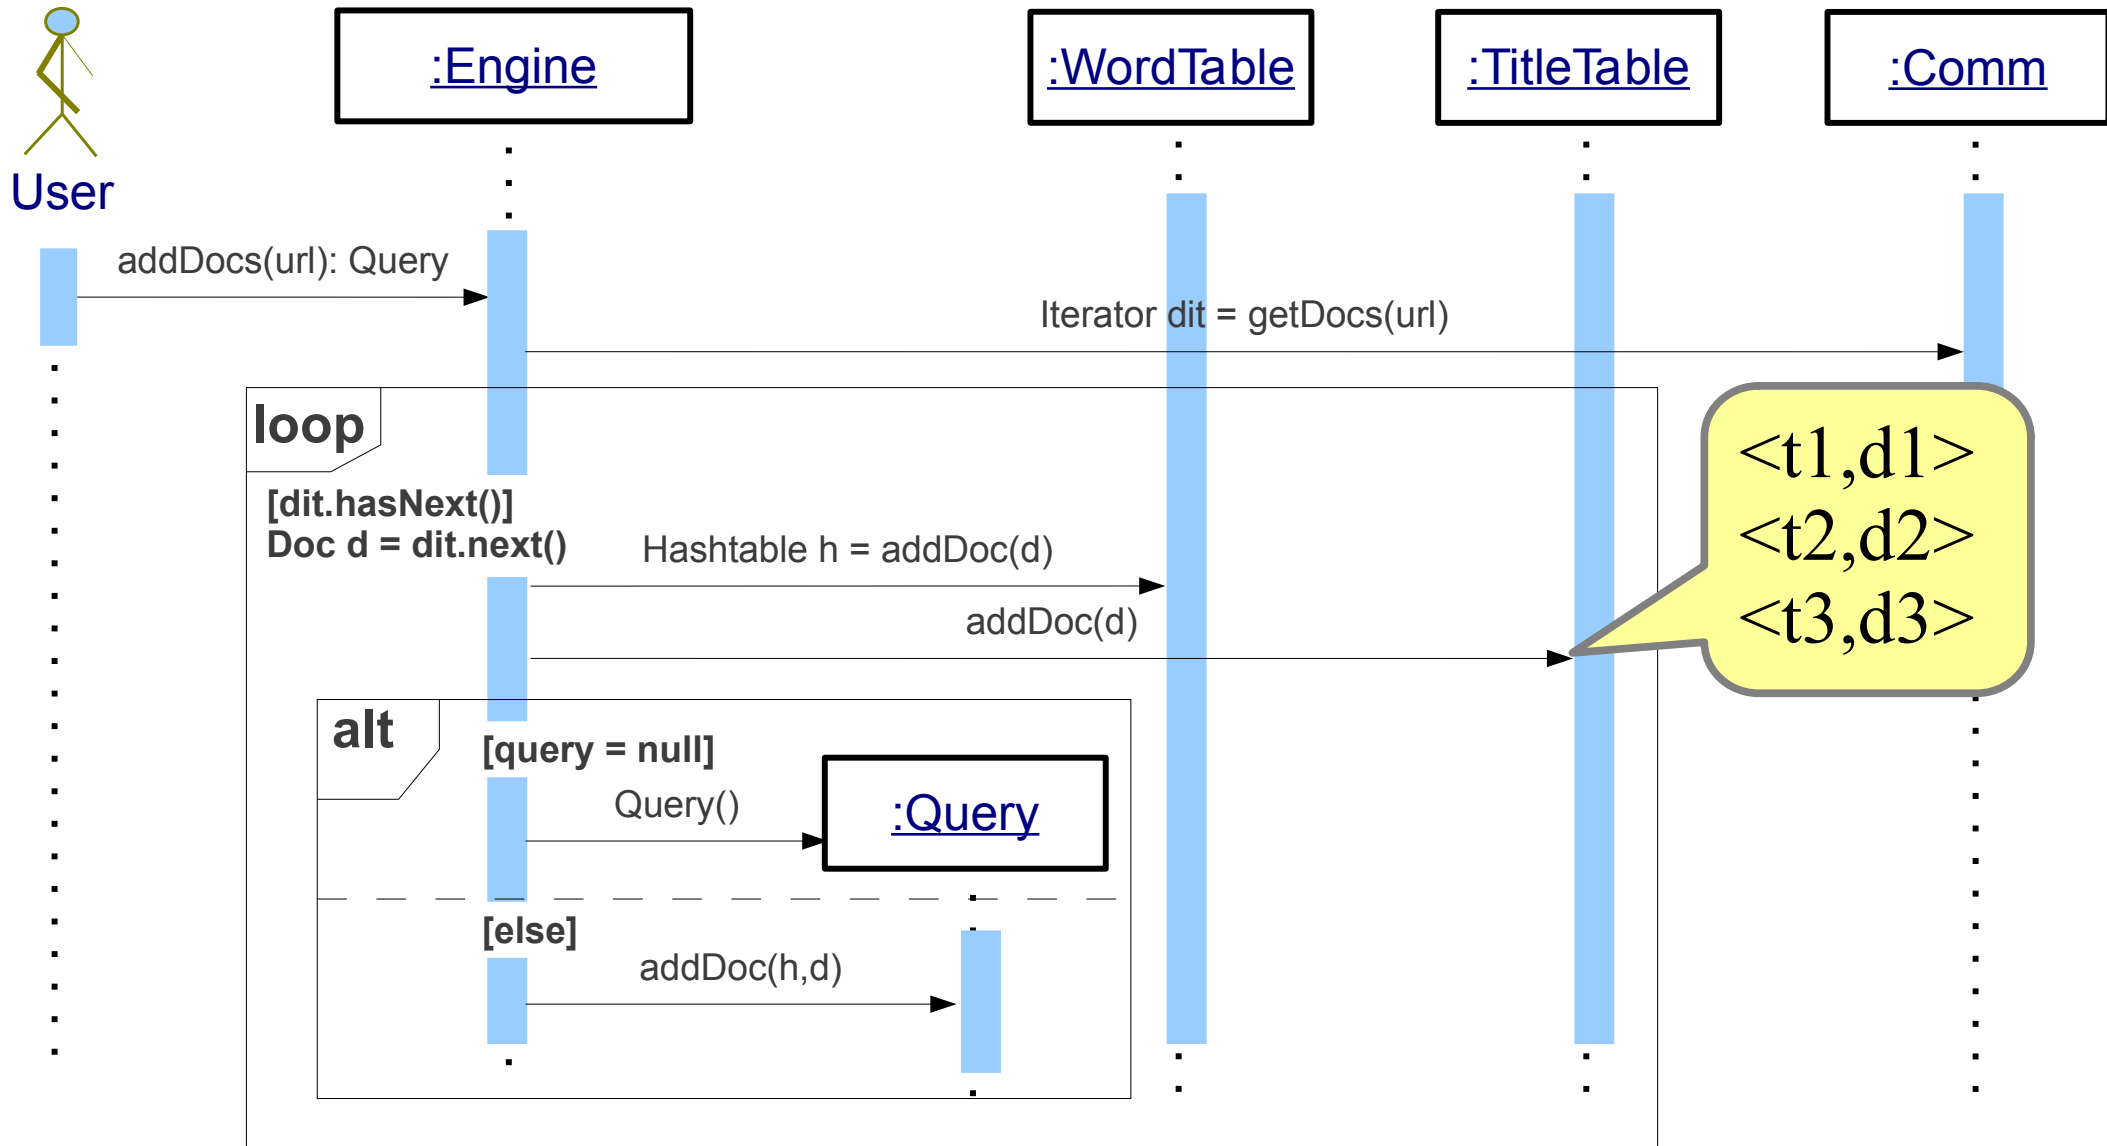 :Engine
:WordTable
:TitleTable
:Comm
User
addDocs(url): Query
Iterator dit = getDocs(url)
loop
[dit.hasNext()]
Doc d = dit.next()
Hashtable h = addDoc(d)
addDoc(d)
<t1,d1>
<t2,d2>
<t3,d3>
alt
[query = null]
Query()
:Query
[else]
addDoc(h,d)